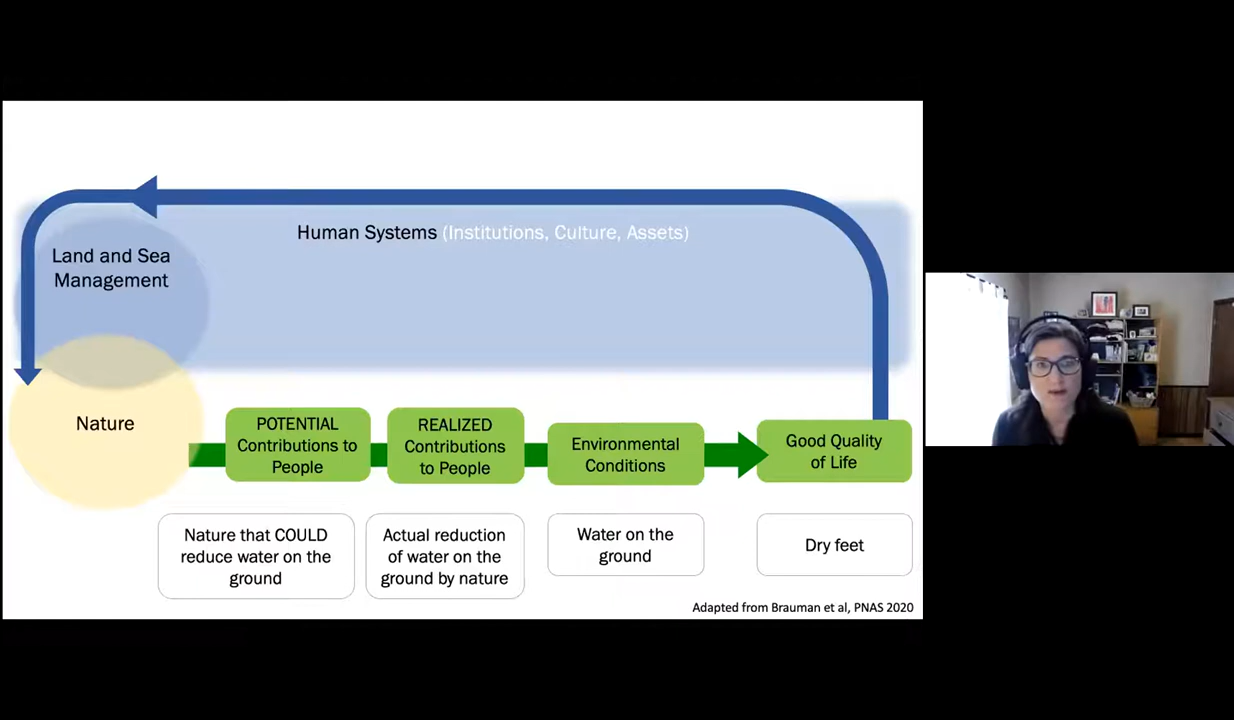 Human Systems (Institutions, Culture, Assets)
Land and Sea
Management
Nature
POTENTIAL
Contributions to
People
REALIZED
Contributions
to People
Environmental
Conditions
Good Quality
of Life
Nature that COULD
reduce water on the
ground
Actual reduction
of water on the
ground by nature
Water on the
ground
Dry feet
Adapted from Brauman et al, PNAS 2020